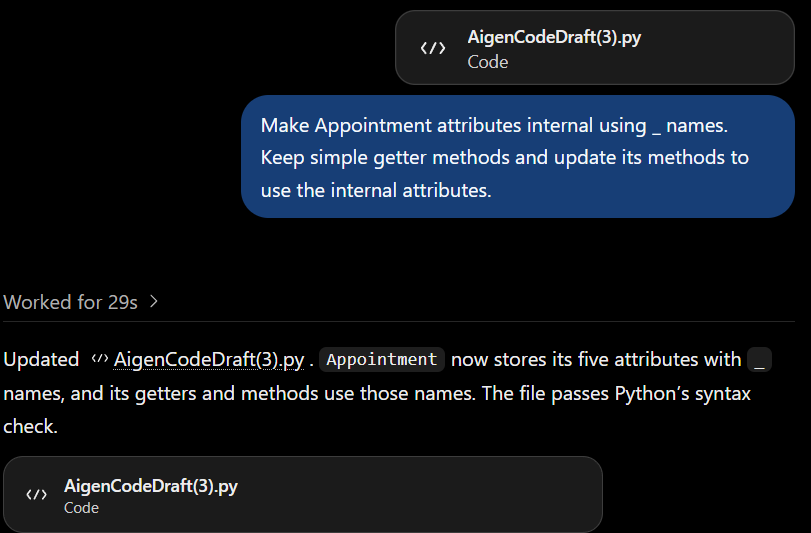 AigenCodeDraft(3).py
Code
Make Appointment attributes internal using _ names.
Keep simple getter methods and update its methods to
use the internal attributes.
Worked for 29s >
Updated </> AigenCodeDraft(3).py . Appointment now stores its five attributes with _
names, and its getters and methods use those names. The file passes Python’s syntax
check.
AigenCodeDraft(3).py
Code